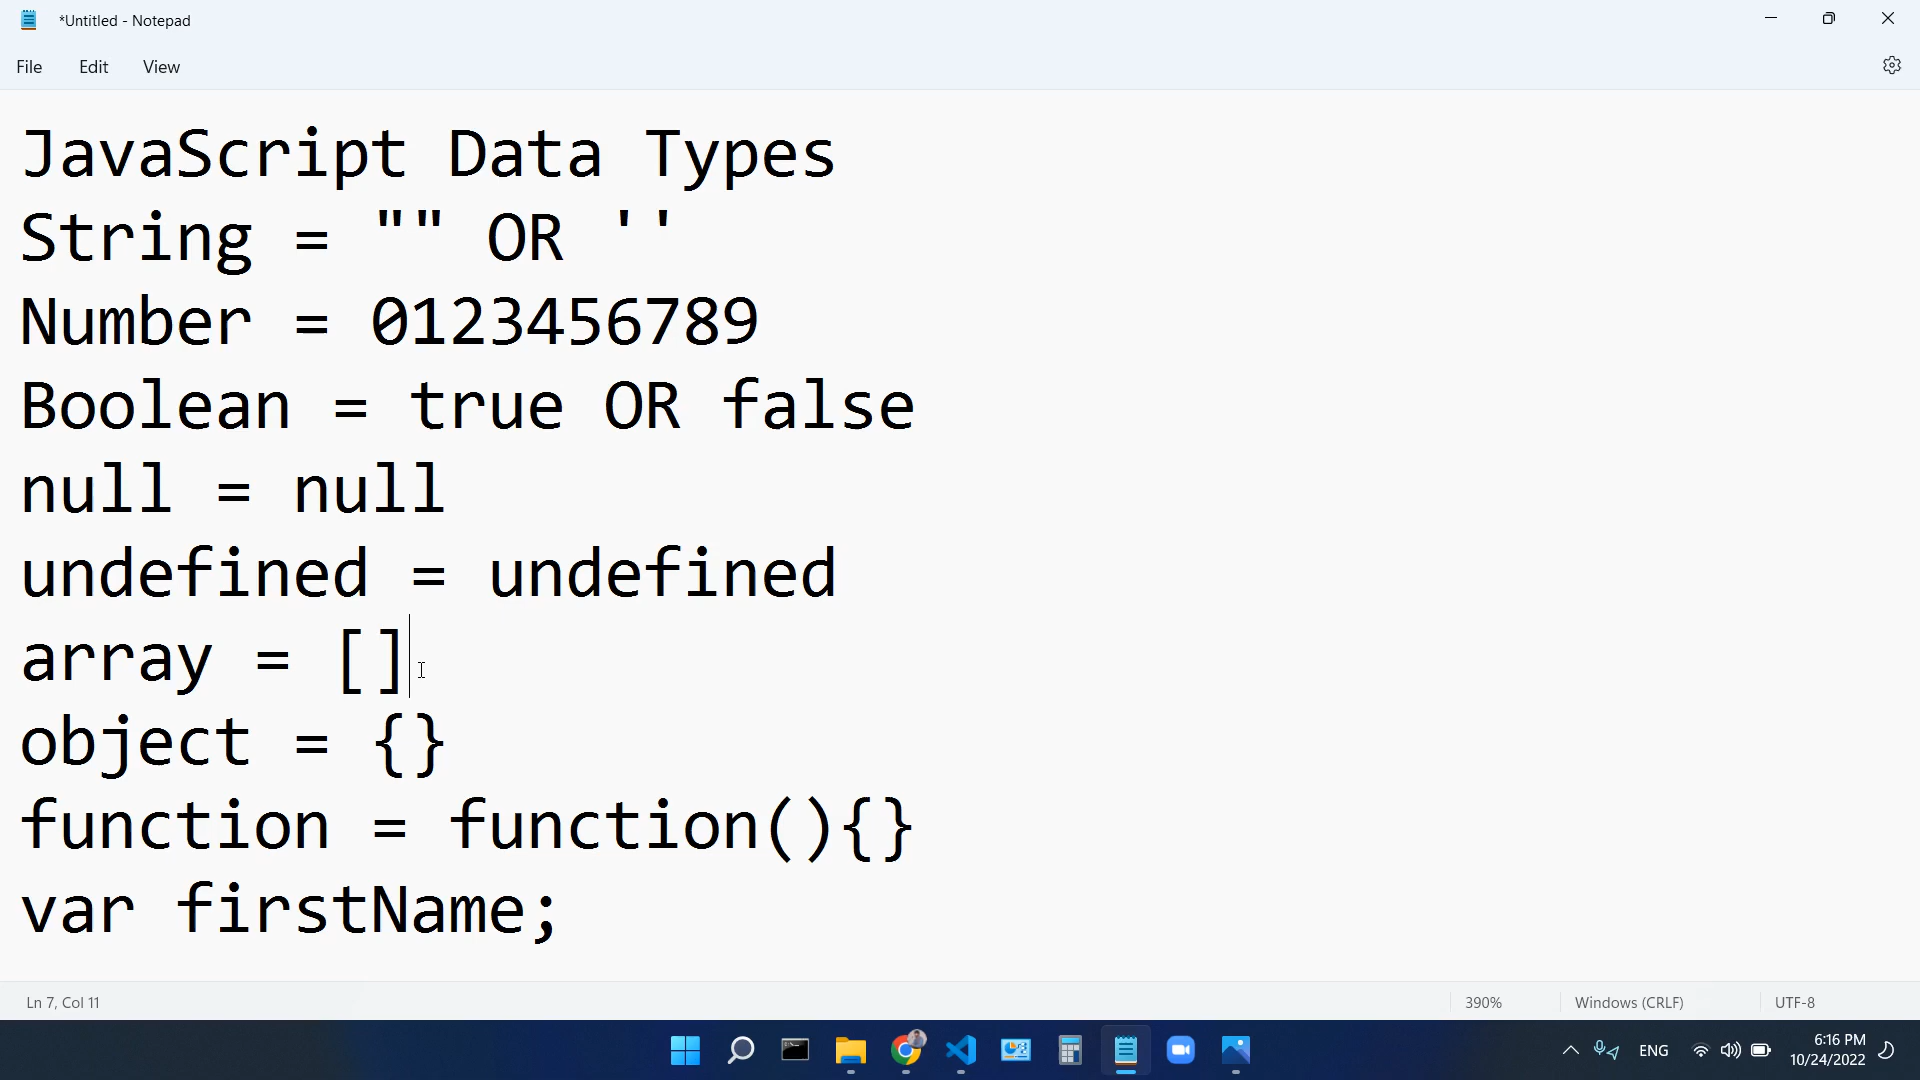 *Untitled - Notepad
File Edit View
JavaScript Data Types
String = "" OR ''
Number = 0123456789
Boolean = true OR false
null = null
undefined = undefined
array = []
object = {}
function = function(){}
var firstName;
Ln 7, Col 11 390% Windows (CRLF) UTF-8
ENG 6:16 PM
10/24/2022